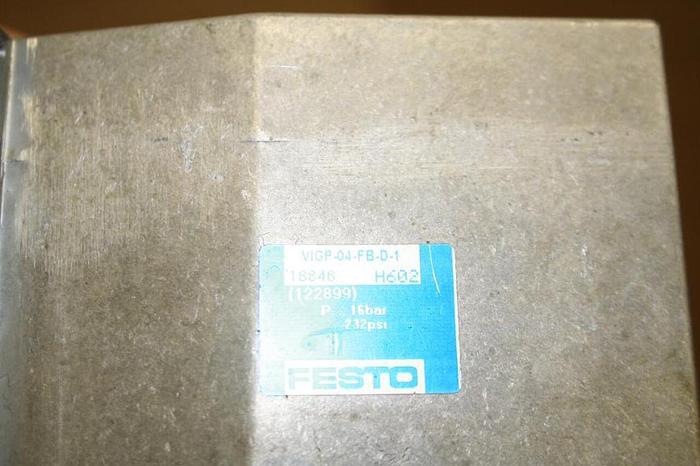 VIGP-04-FB-D-1
18846 H602
(122899)
P 16bar
232psi
FESTO